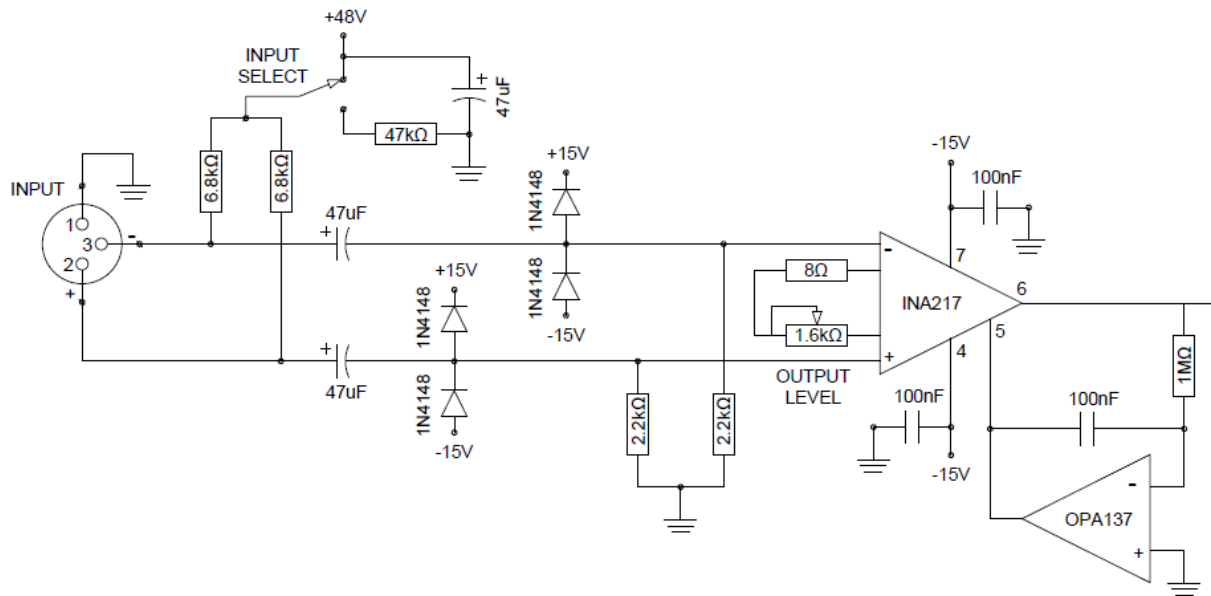 +48V
INPUT
SELECT
+
47uF
47kΩ
6.8kΩ
6.8kΩ
INPUT
1
3
2
-
+
+
47uF
+15V
1N4148
1N4148
-15V
+15V
1N4148
1N4148
-15V
+
47uF
-15V
100nF
7
-
8Ω
INA217
6
1.6kΩ
5
+
4
OUTPUT
LEVEL
2.2kΩ
2.2kΩ
100nF
-15V
1MΩ
100nF
-
OPA137
+